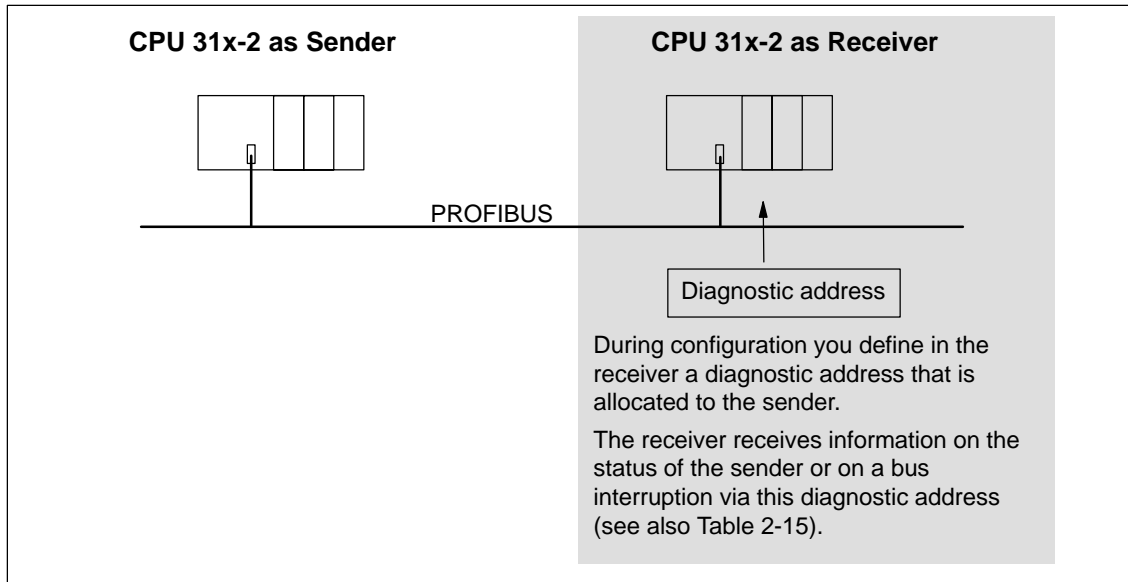 CPU 31x-2 as Sender
CPU 31x-2 as Receiver
PROFIBUS
Diagnostic address
During configuration you define in the
receiver a diagnostic address that is
allocated to the sender.
The receiver receives information on the
status of the sender or on a bus
interruption via this diagnostic address
(see also Table 2-15).